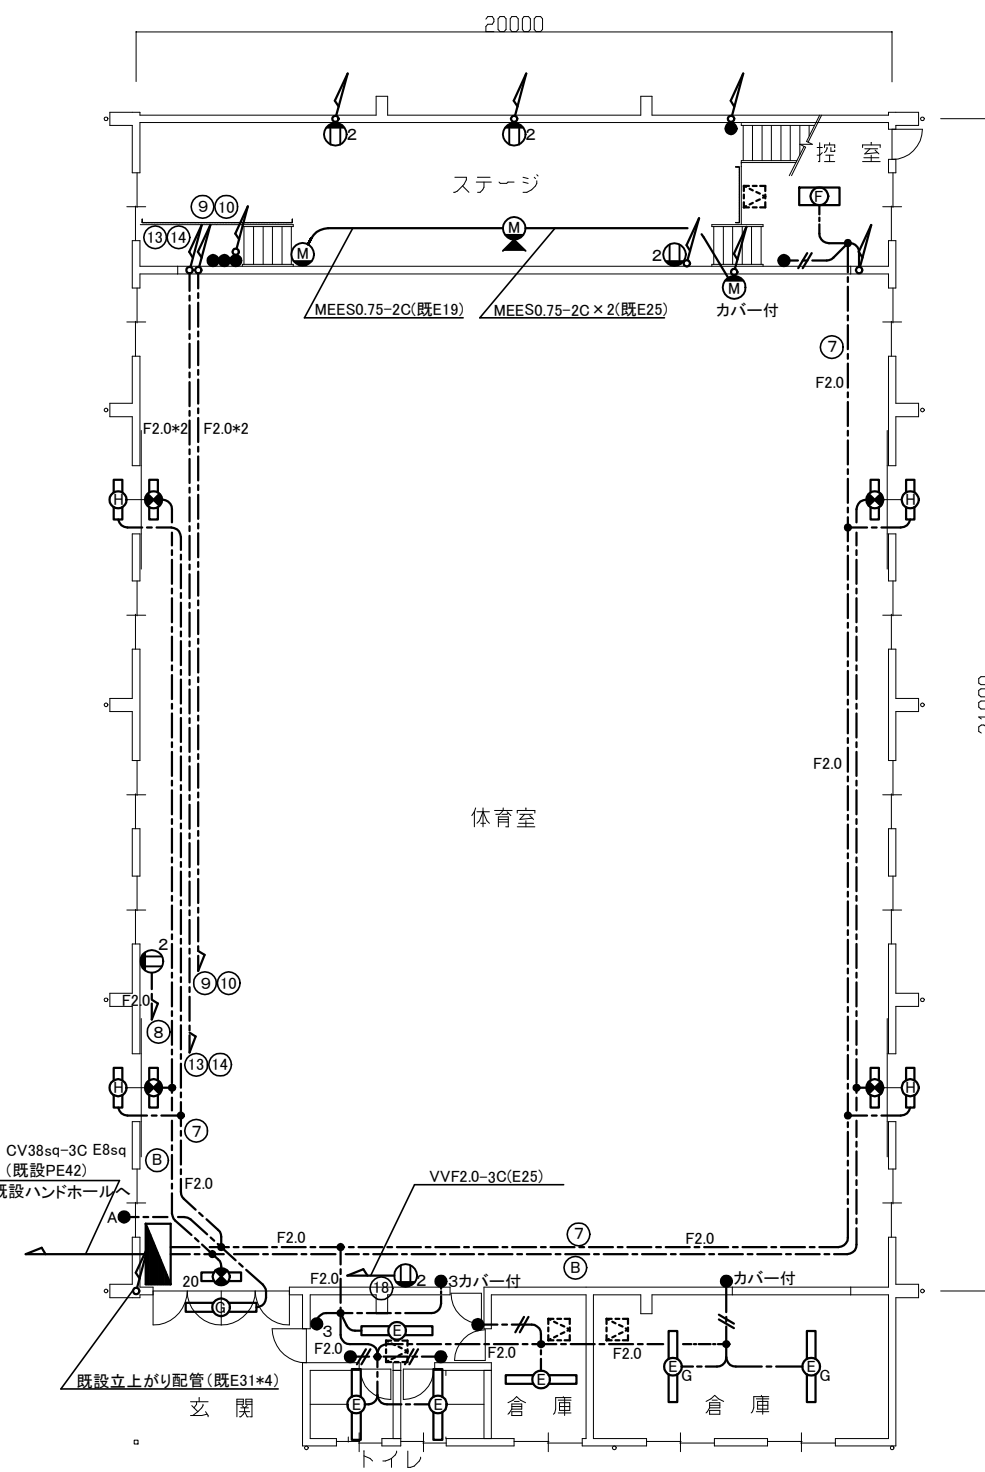 20000
2
2
控 室
ステージ
F
⑨⑩
⑬⑭
M
M
2
M
カバー付
MEES0.75-2C(既E19)
MEES0.75-2C×2(既E25)
⑦
F2.0
F2.0*2
F2.0*2
H
H
F2.0
体育室
2
F2.0
⑧
⑨⑩
⑬⑭
H
H
⑦
Ⓑ
CV38sq-3C E8sq
(既設PE42)
既設ハンドホールへ
F2.0
A
VVF2.0-3C(E25)
F2.0
⑦
F2.0
Ⓑ
20
G
F2.0
⑱
2
3カバー付
カバー付
3
E
F2.0
F2.0
F2.0
E
G
E
G
E
E
E
既設立上がり配管(既E31*4)
玄 関
倉 庫
倉 庫
トイレ